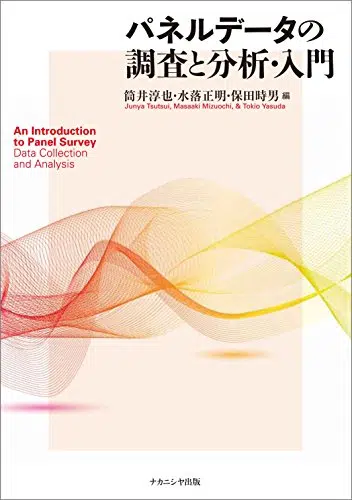 パネルデータの
調査と分析・入門
筒井淳也・水落正明・保田時男 編
Junya Tsutsui, Masaaki Mizuochi, & Tokio Yasuda
An Introduction
to Panel Survey
Data Collection
and Analysis
ナカニシヤ出版